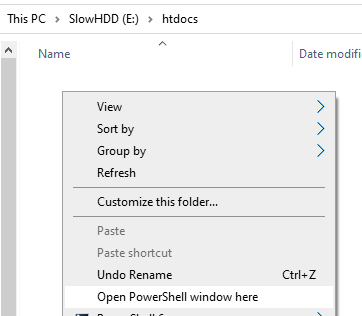 This PC > SlowHDD (E:) > htdocs
Name Date modifi
View
Sort by
Group by
Refresh
Customize this folder...
Paste
Paste shortcut
Undo Rename Ctrl+Z
Open PowerShell window here